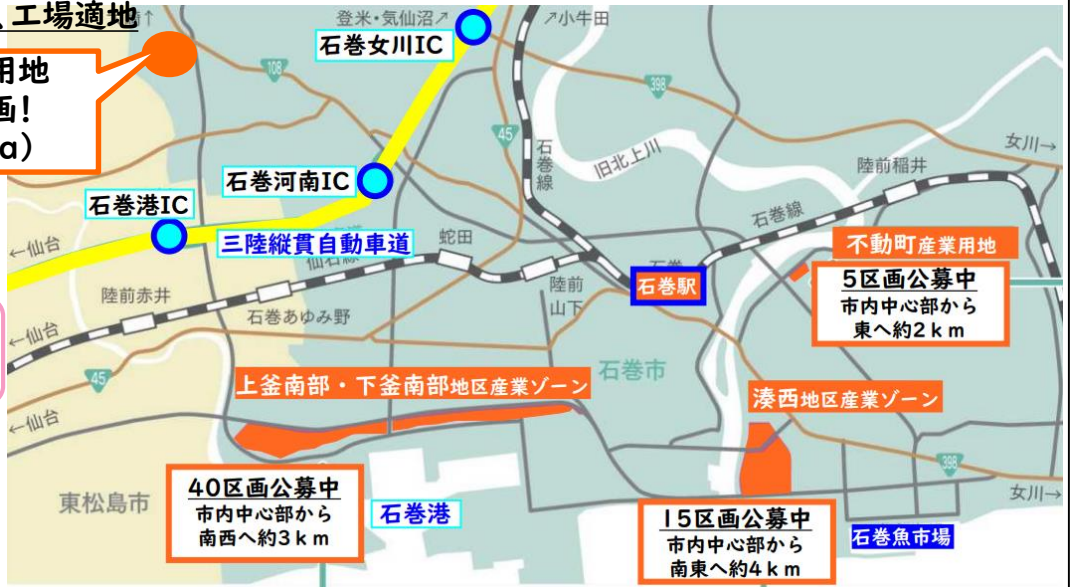 工場適地
用地
画!
a)
登米・気仙沼↗
↗小牛田
石巻女川IC
108
398
45
石巻線
旧北上川
女川→
陸前稲井
石巻河南IC
石巻港IC
石巻線
←仙台
三陸縦貫自動車道
仙石線
蛇田
不動町産業用地
5区画公募中
市内中心部から
東へ約2km
石巻駅
陸前赤井
陸前山下
石巻あゆみ野
←仙台
45
石巻市
上釜南部・下釜南部地区産業ゾーン
湊西地区産業ゾーン
←仙台
398
40区画公募中
市内中心部から
南西へ約3km
東松島市
石巻港
女川→
15区画公募中
市内中心部から
南東へ約4km
石巻魚市場